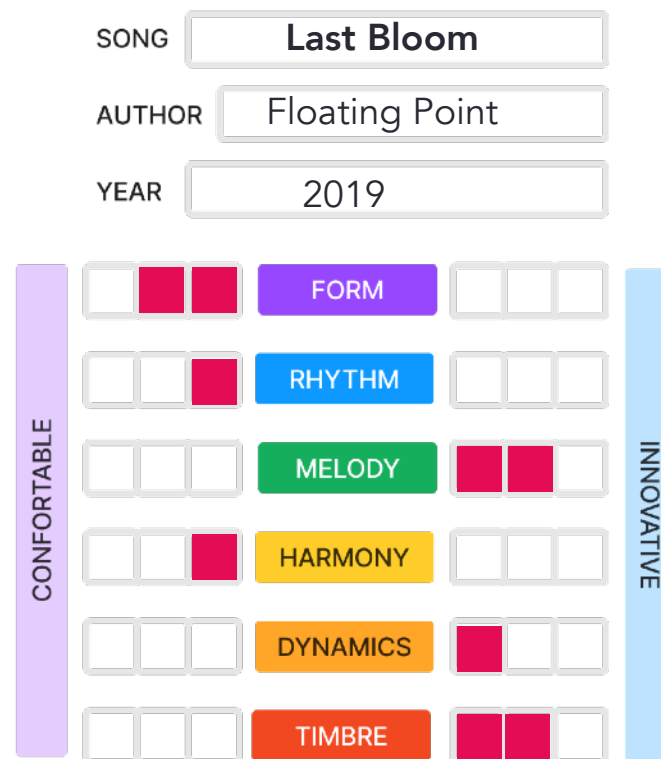 SONG Last Bloom
AUTHOR Floating Point
YEAR 2019
CONFORTABLE
FORM
RHYTHM
MELODY
HARMONY
DYNAMICS
TIMBRE
INNOVATIVE